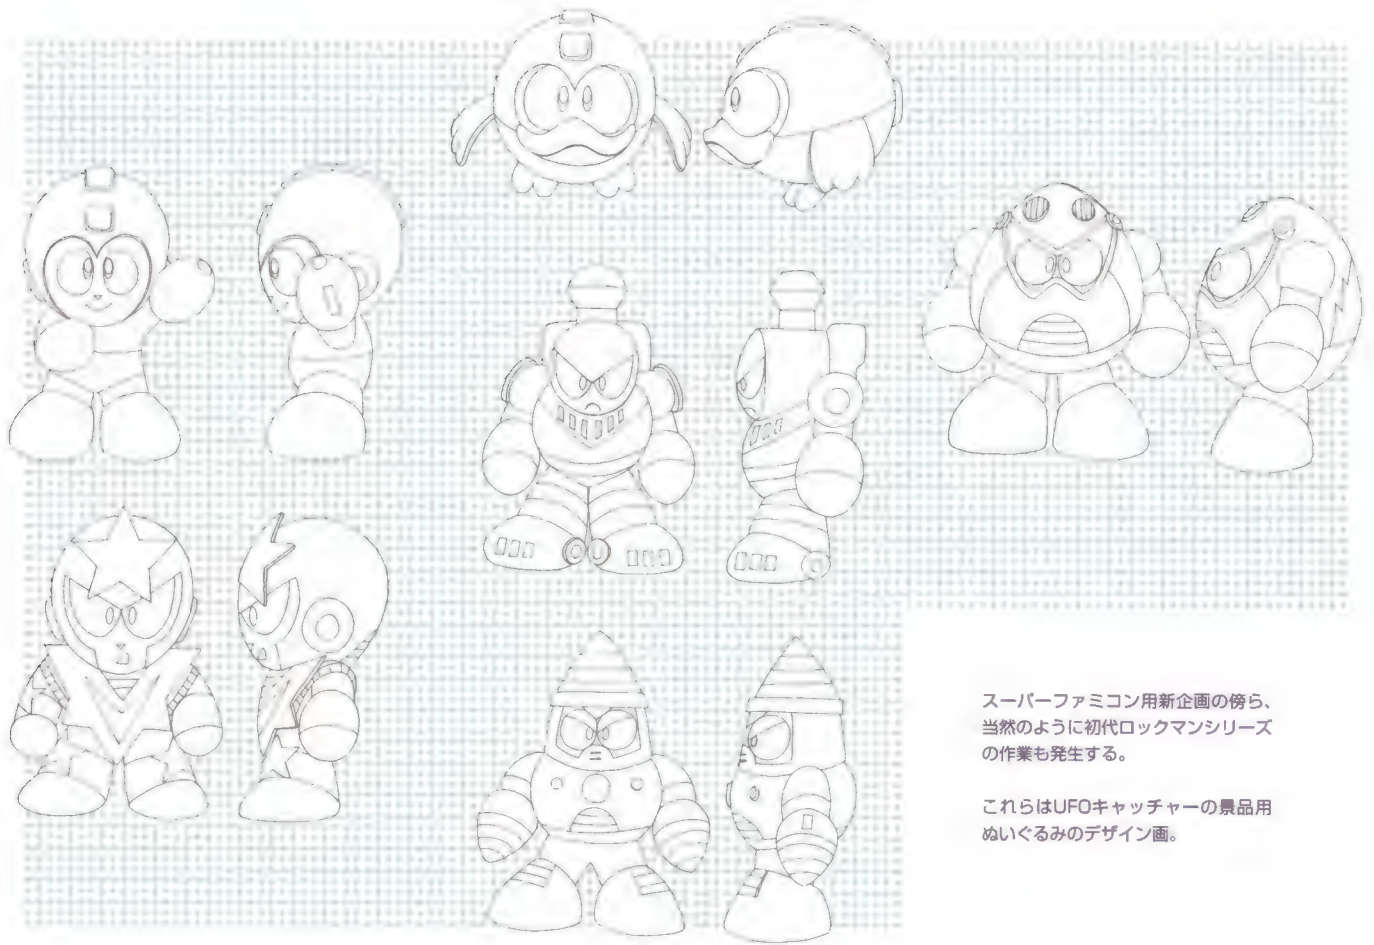 スーパーファミコン用新企画の傍ら、
当然のように初代ロックマンシリーズ
の作業も発生する。
これらはUFOキャッチャーの景品用
ぬいぐるみのデザイン画。